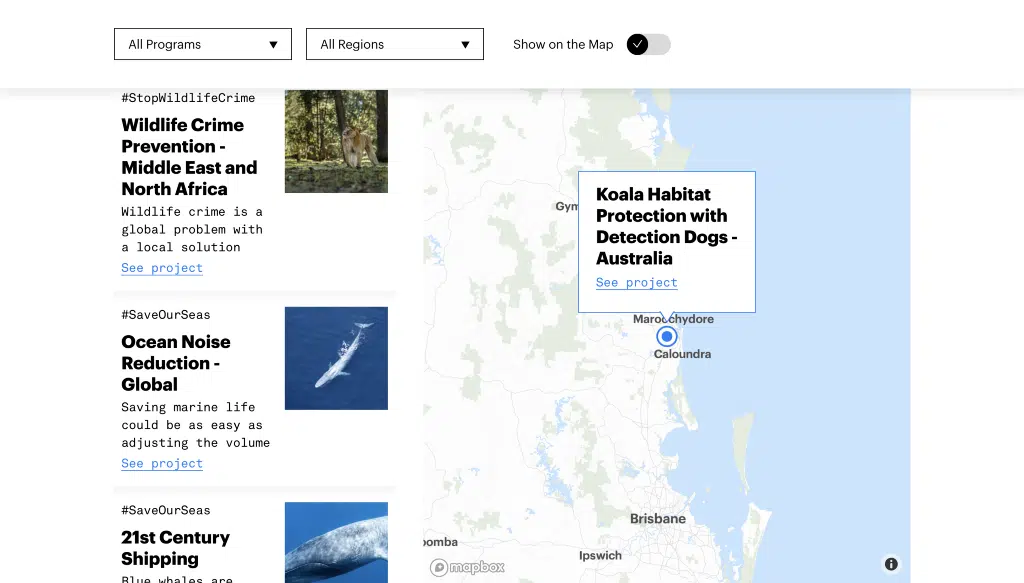 All Programs
All Regions
Show on the Map
#StopWildlifeCrime
Wildlife Crime
Prevention -
Middle East and
North Africa
Wildlife crime is a
global problem with
a local solution
See project
#SaveOurSeas
Ocean Noise
Reduction -
Global
Saving marine life
could be as easy as
adjusting the volume
See project
#SaveOurSeas
21st Century
Shipping
Blue whales are
Gym
Koala Habitat
Protection with
Detection Dogs -
Australia
See project
Maroochydore
Caloundra
Brisbane
oomba
Ipswich
mapbox